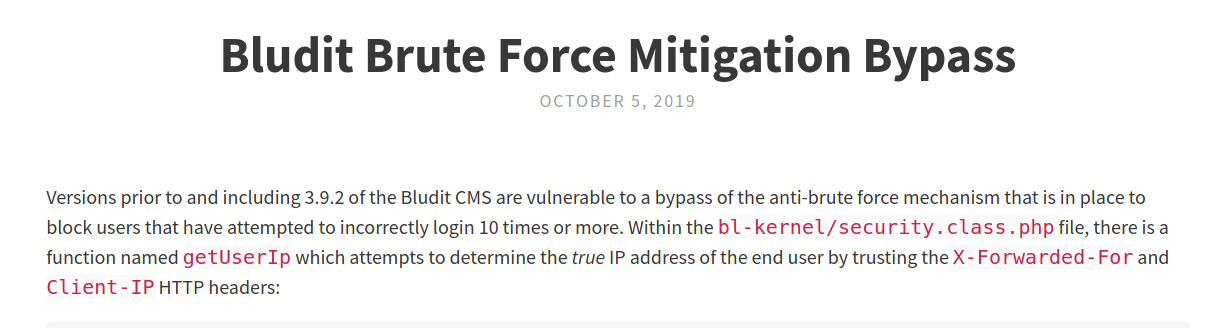 Bludit Brute Force Mitigation Bypass
OCTOBER 5, 2019
Versions prior to and including 3.9.2 of the Bludit CMS are vulnerable to a bypass of the anti-brute force mechanism that is in place to
block users that have attempted to incorrectly login 10 times or more. Within the bl-kernel/security.class.php file, there is a
function named getUserIp which attempts to determine the true IP address of the end user by trusting the X-Forwarded-For and
Client-IP HTTP headers: